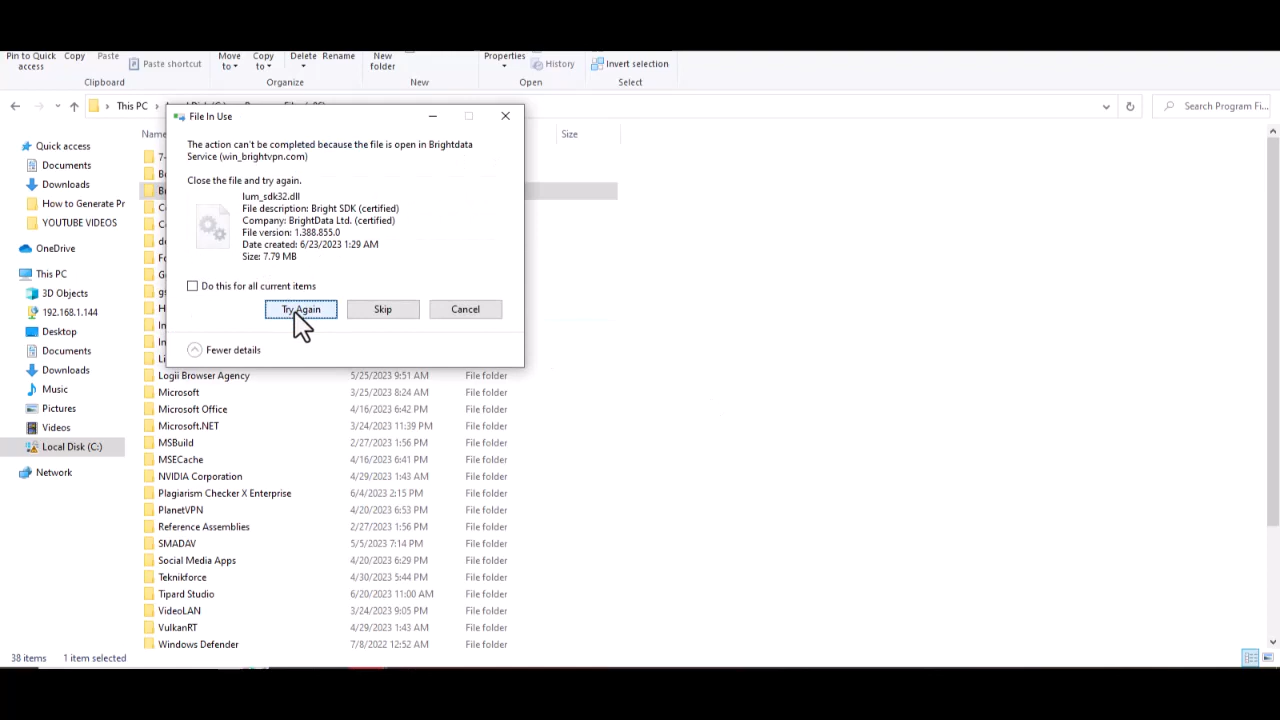 Pin to Quick access
Copy
Paste
Paste shortcut
Clipboard
Move to
Copy to
Delete
Rename
Organize
New folder
New
Properties
History
Open
Invert selection
Select
This PC
Search Program Fi...
File In Use
The action can't be completed because the file is open in Brightdata
Service (win_brightvpn.com)
Close the file and try again.
lum_sdk32.dll
File description: Bright SDK (certified)
Company: BrightData Ltd. (certified)
File version: 1.388.855.0
Date created: 6/23/2023 1:29 AM
Size: 7.79 MB
Do this for all current items
Try Again
Skip
Cancel
Fewer details
Size
Quick access
Documents
Downloads
How to Generate Pr
YOUTUBE VIDEOS
OneDrive
This PC
3D Objects
192.168.1.144
Desktop
Documents
Downloads
Music
Pictures
Videos
Local Disk (C:)
Network
Logii Browser Agency 5/25/2023 9:51 AM File folder
Microsoft 3/25/2023 8:24 AM File folder
Microsoft Office 4/16/2023 6:42 PM File folder
Microsoft.NET 3/24/2023 11:39 PM File folder
MSBuild 2/27/2023 1:56 PM File folder
MSECache 4/16/2023 6:41 PM File folder
NVIDIA Corporation 4/29/2023 1:43 AM File folder
Plagiarism Checker X Enterprise 6/4/2023 2:15 PM File folder
PlanetVPN 4/20/2023 6:53 PM File folder
Reference Assemblies 2/27/2023 1:56 PM File folder
SMADAV 5/5/2023 7:14 PM File folder
Social Media Apps 4/20/2023 6:29 PM File folder
Teknikforce 4/30/2023 5:44 PM File folder
Tipard Studio 6/20/2023 11:00 AM File folder
VideoLAN 3/24/2023 9:05 PM File folder
VulkanRT 4/29/2023 1:43 AM File folder
Windows Defender 7/8/2022 12:52 AM File folder
38 items
1 item selected